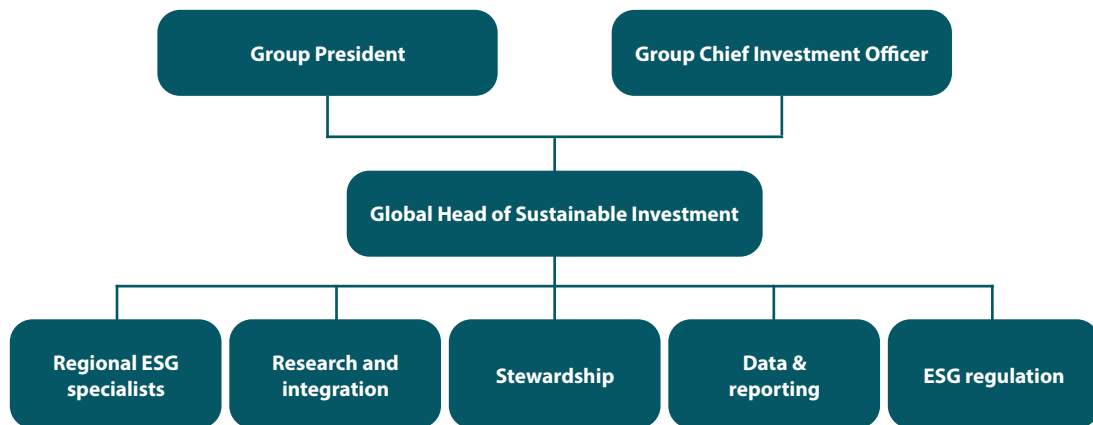 Group President
Group Chief Investment Officer
Global Head of Sustainable Investment
Regional ESG
specialists
Research and
integration
Stewardship
Data &
reporting
ESG regulation